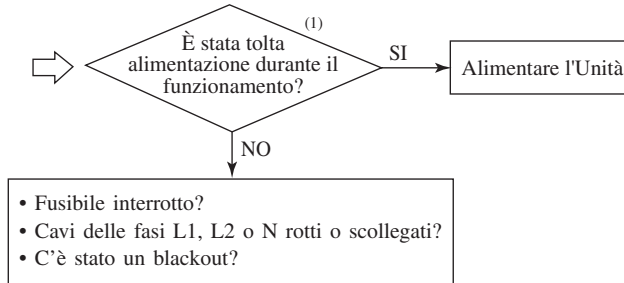 (1)
È stata tolta
alimentazione durante il
funzionamento?
SI
Alimentare l'Unità
NO
• Fusibile interrotto?
• Cavi delle fasi L1, L2 o N rotti o scollegati?
• C'è stato un blackout?